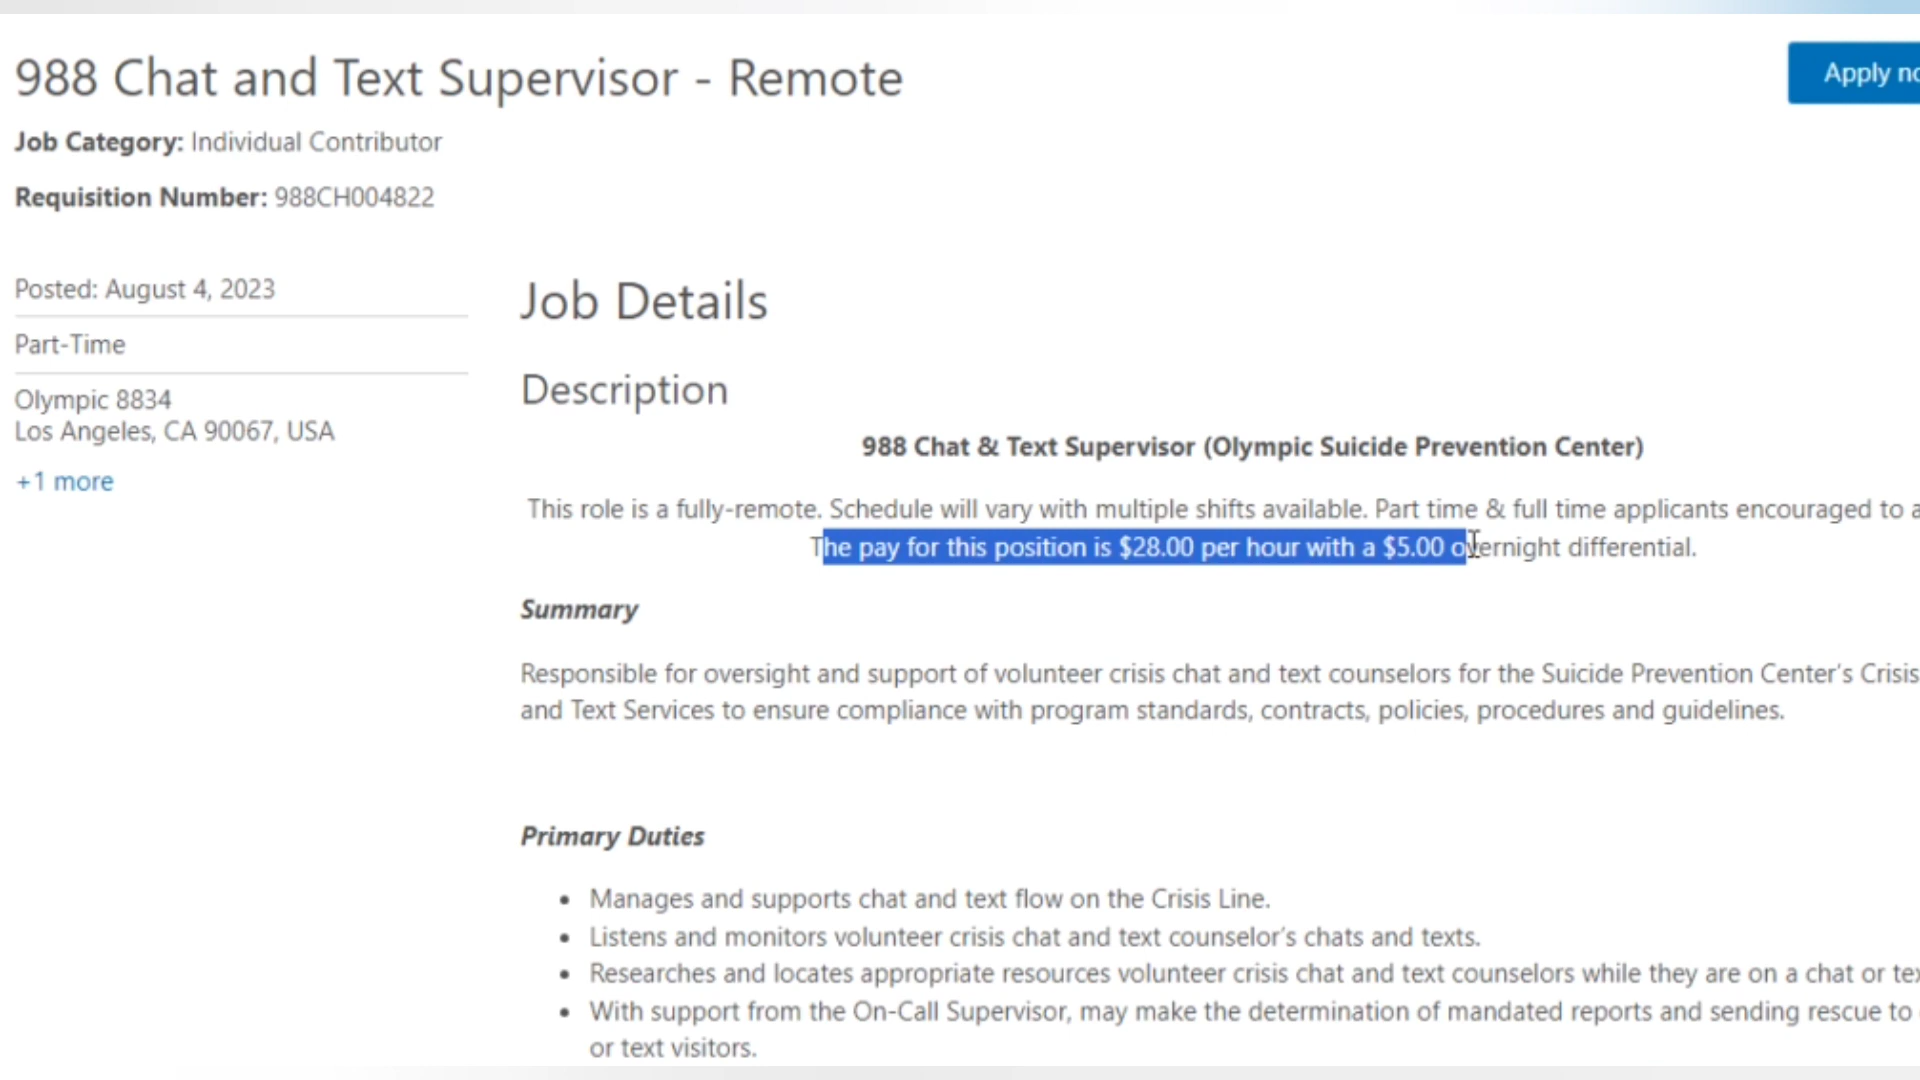 988 Chat and Text Supervisor - Remote
Apply
Job Category: Individual Contributor
Requisition Number: 988CH004822
Posted: August 4, 2023
Part-Time
Olympic 8834
Los Angeles, CA 90067, USA
+1 more
Job Details
Description
988 Chat & Text Supervisor (Olympic Suicide Prevention Center)
This role is a fully-remote. Schedule will vary with multiple shifts available. Part time & full time applicants encouraged to
The pay for this position is $28.00 per hour with a $5.00 overnight differential.
Summary
Responsible for oversight and support of volunteer crisis chat and text counselors for the Suicide Prevention Center's Crisis
and Text Services to ensure compliance with program standards, contracts, policies, procedures and guidelines.
Primary Duties
• Manages and supports chat and text flow on the Crisis Line.
• Listens and monitors volunteer crisis chat and text counselor's chats and texts.
• Researches and locates appropriate resources volunteer crisis chat and text counselors while they are on a chat or
• With support from the On-Call Supervisor, may make the determination of mandated reports and sending rescue to
or text visitors.